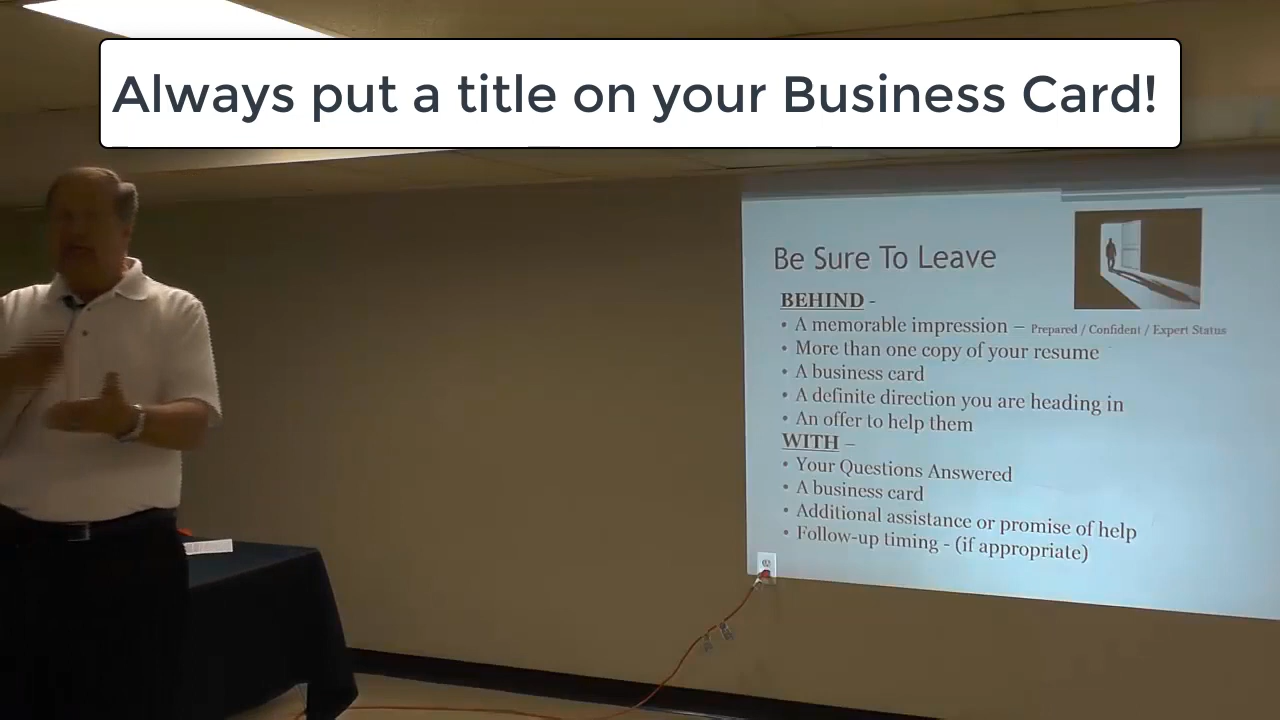 Always put a title on your Business Card!
Be Sure To Leave
BEHIND -
• A memorable impression – Prepared / Confident / Expert Status
• More than one copy of your resume
• A business card
• A definite direction you are heading in
• An offer to help them
WITH –
• Your Questions Answered
• A business card
• Additional assistance or promise of help
• Follow-up timing - (if appropriate)